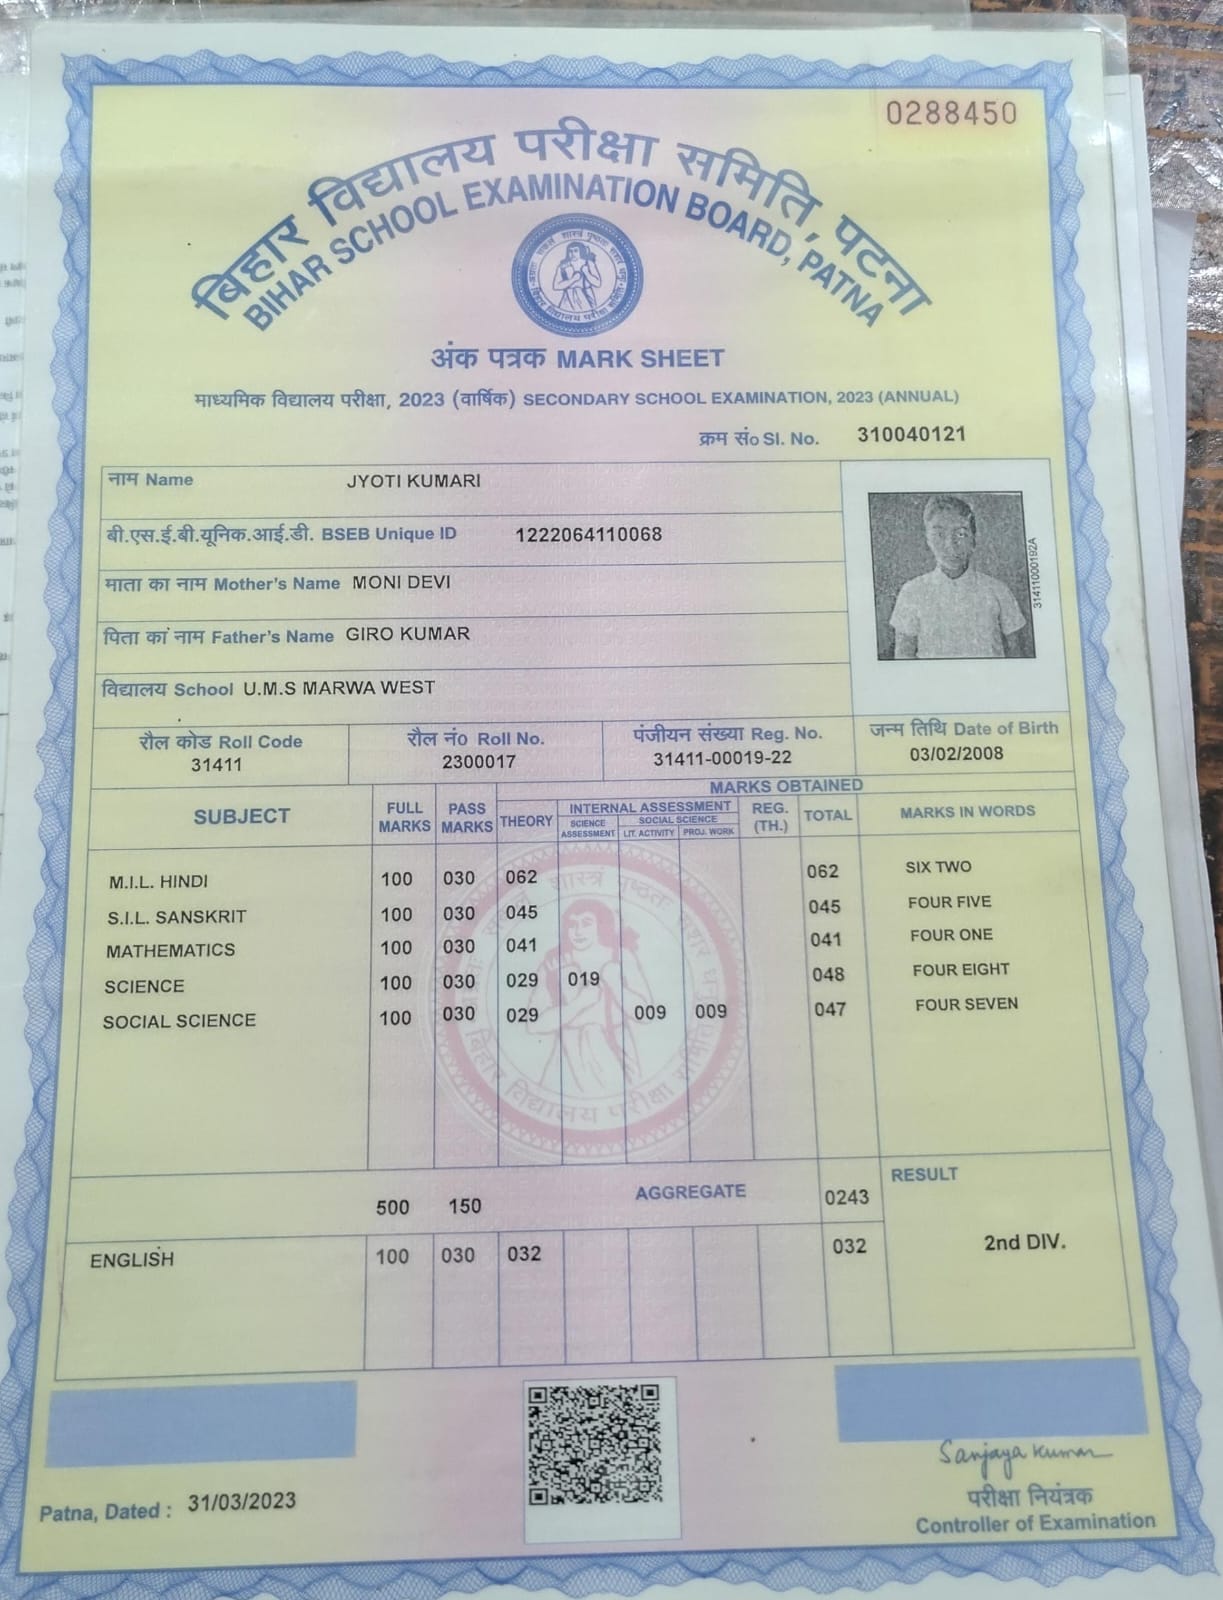 0288450
बिहार विद्यालय परीक्षा समिति, पटना
BIHAR SCHOOL EXAMINATION BOARD, PATNA
अंक पत्रक MARK SHEET
माध्यमिक विद्यालय परीक्षा, 2023 (वार्षिक) SECONDARY SCHOOL EXAMINATION, 2023 (ANNUAL)
क्रम सं० Sl. No. 310040121
नाम Name JYOTI KUMARI
बी.एस.ई.बी.यूनिक.आई.डी. BSEB Unique ID 1222064110068
माता का नाम Mother's Name MONI DEVI
पिता का नाम Father's Name GIRO KUMAR
विद्यालय School U.M.S MARWA WEST
314110000192A
रौल कोड Roll Code रौल नं० Roll No. पंजीयन संख्या Reg. No. जन्म तिथि Date of Birth
31411 2300017 31411-00019-22 03/02/2008
MARKS OBTAINED
SUBJECT FULL MARKS PASS MARKS THEORY INTERNAL ASSESSMENT REG. (TH.) TOTAL MARKS IN WORDS
SCIENCE ASSESSMENT SOCIAL SCIENCE
LIT. ACTIVITY PROJ. WORK
M.I.L. HINDI 100 030 062 062 SIX TWO
S.I.L. SANSKRIT 100 030 045 045 FOUR FIVE
MATHEMATICS 100 030 041 041 FOUR ONE
SCIENCE 100 030 029 019 048 FOUR EIGHT
SOCIAL SCIENCE 100 030 029 009 009 047 FOUR SEVEN
बिहार विद्यालय परीक्षा समिति
500 150 AGGREGATE 0243 RESULT
ENGLISH 100 030 032 032 2nd DIV.
Sanjaya Kumar
Patna, Dated : 31/03/2023 परीक्षा नियंत्रक
Controller of Examination